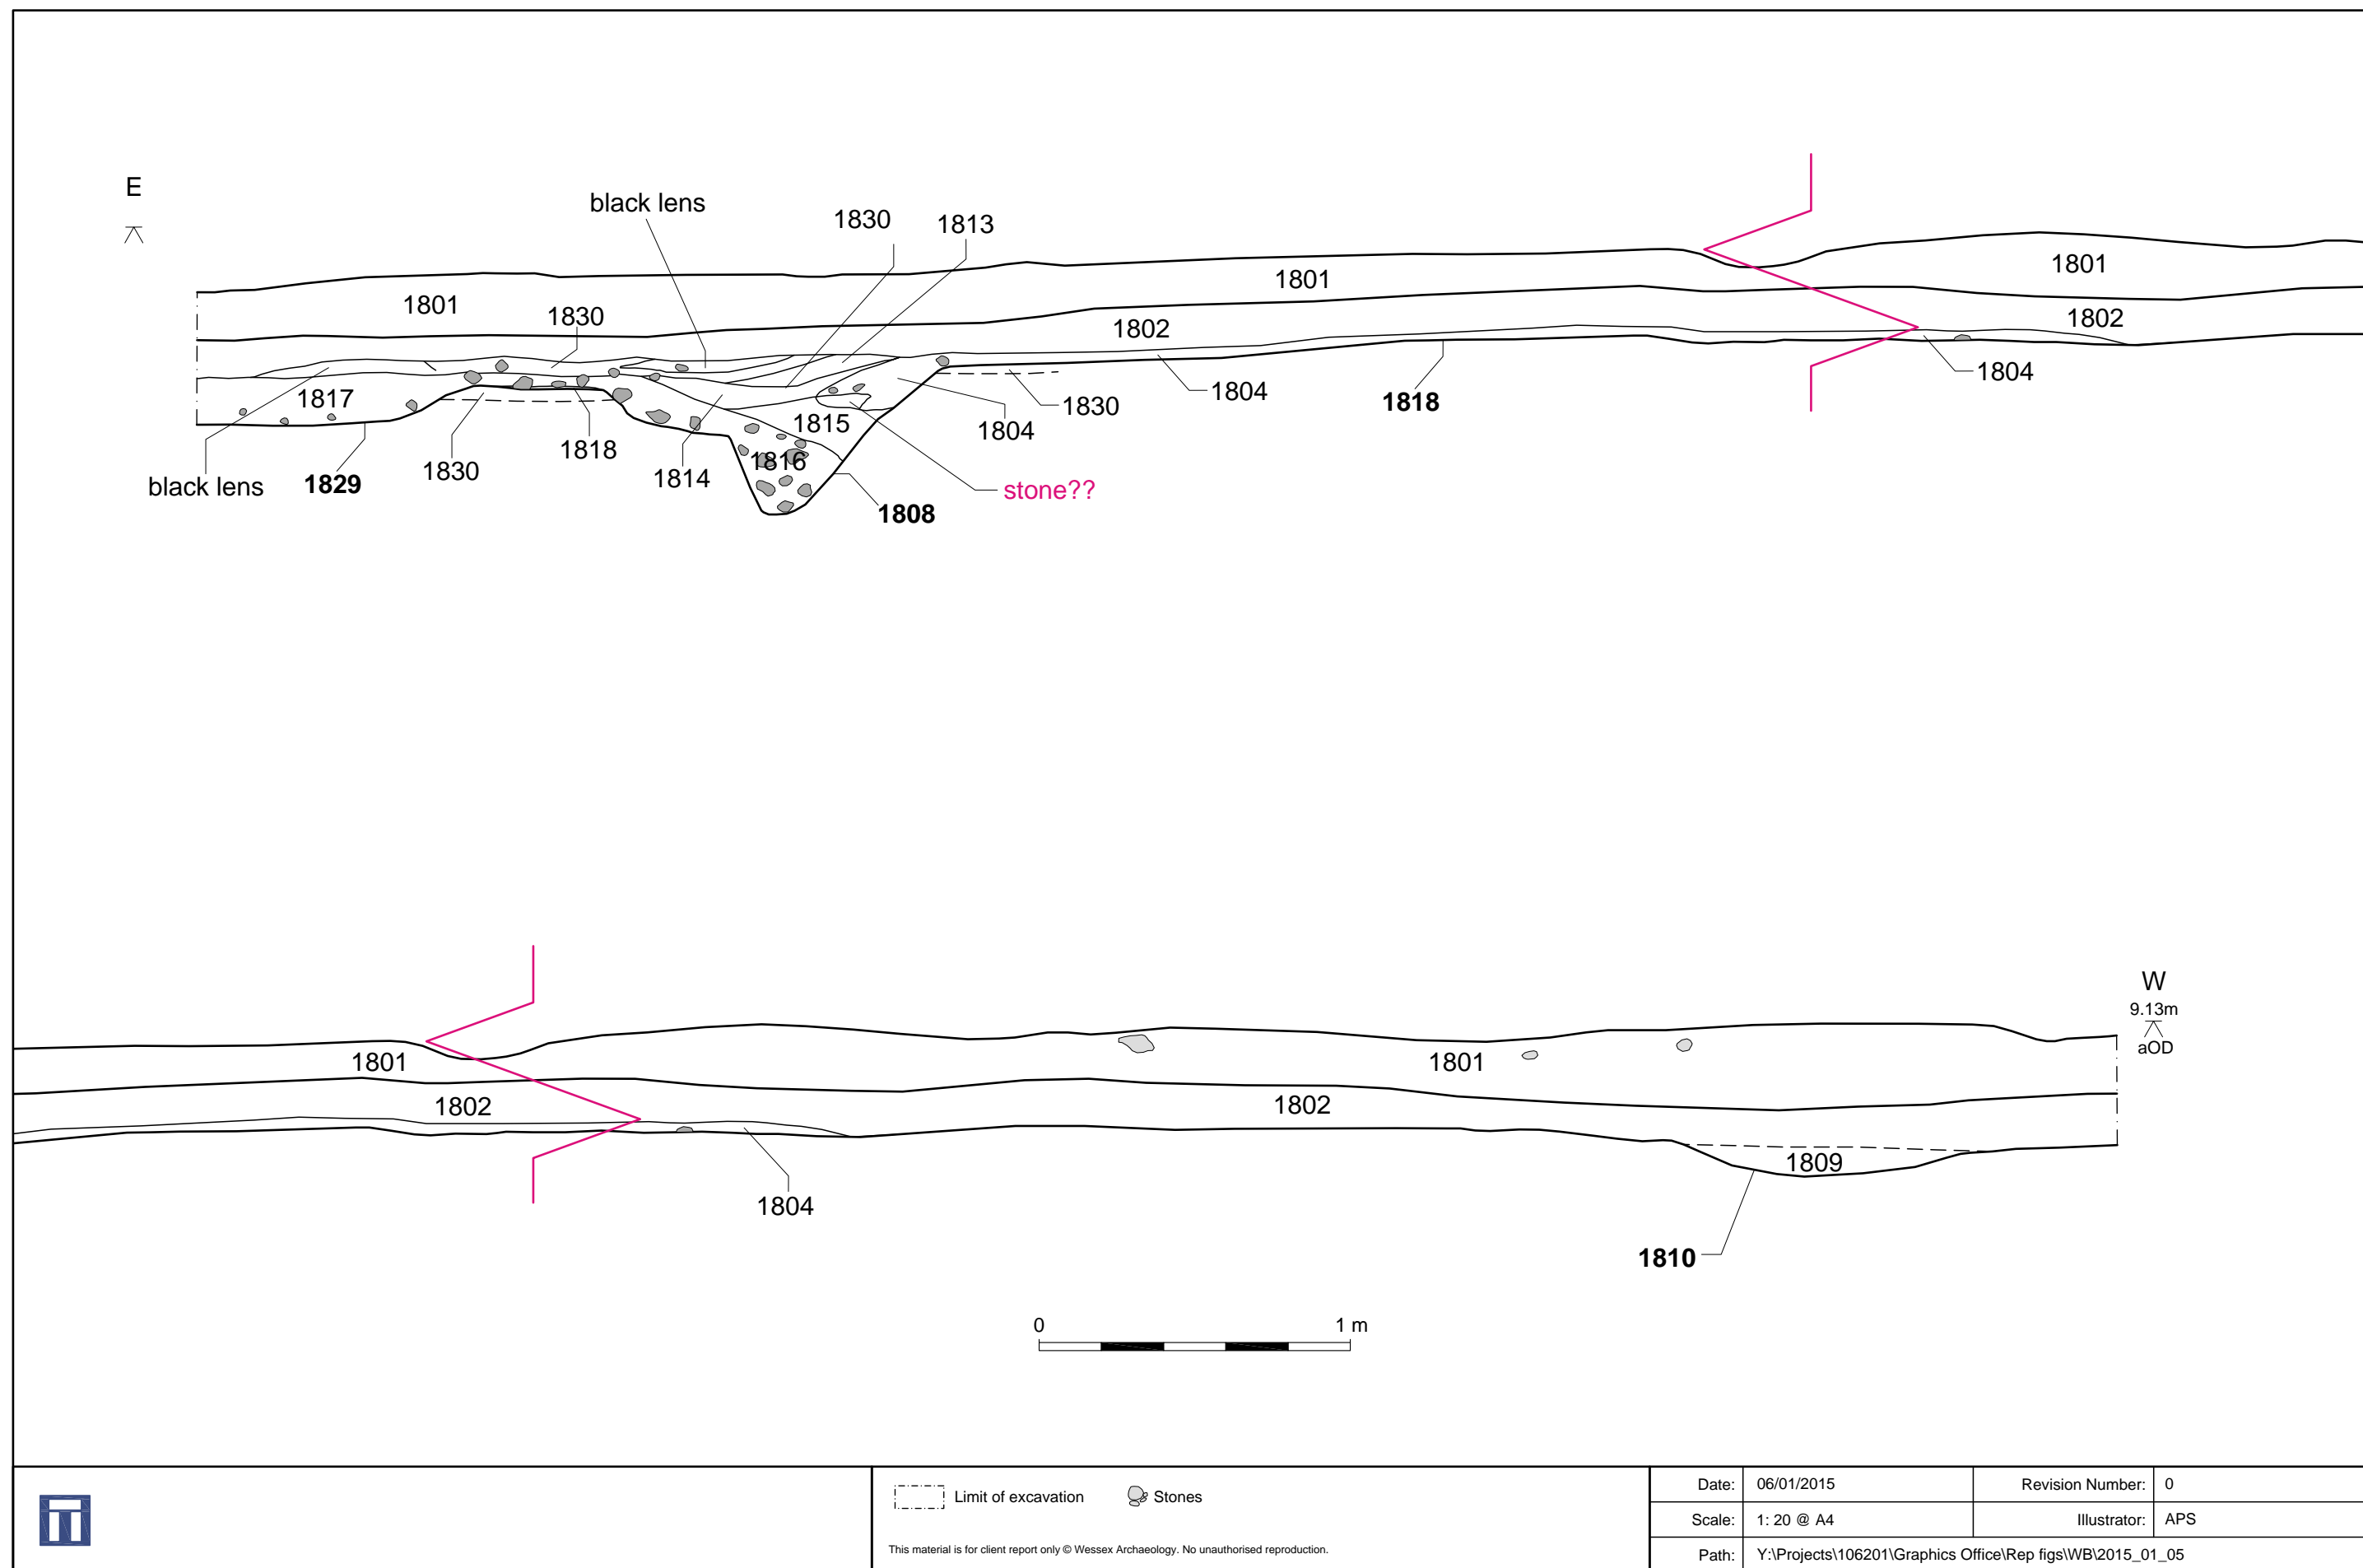 E
black lens
1830
1813
1801
1801
1801
1830
1802
1802
1817
1804
1804
1830
1818
1804
1815
1818
1830
1814
1816
black lens
1829
stone??
1808
W
9.13m
aOD
1801
1801
1802
1802
1809
1804
1810
0 1 m
Limit of excavation
Stones
This material is for client report only © Wessex Archaeology. No unauthorised reproduction.
Date: 06/01/2015 Revision Number: 0
Scale: 1: 20 @ A4 Illustrator: APS
Path: Y:\Projects\106201\Graphics Office\Rep figs\WB\2015_01_05